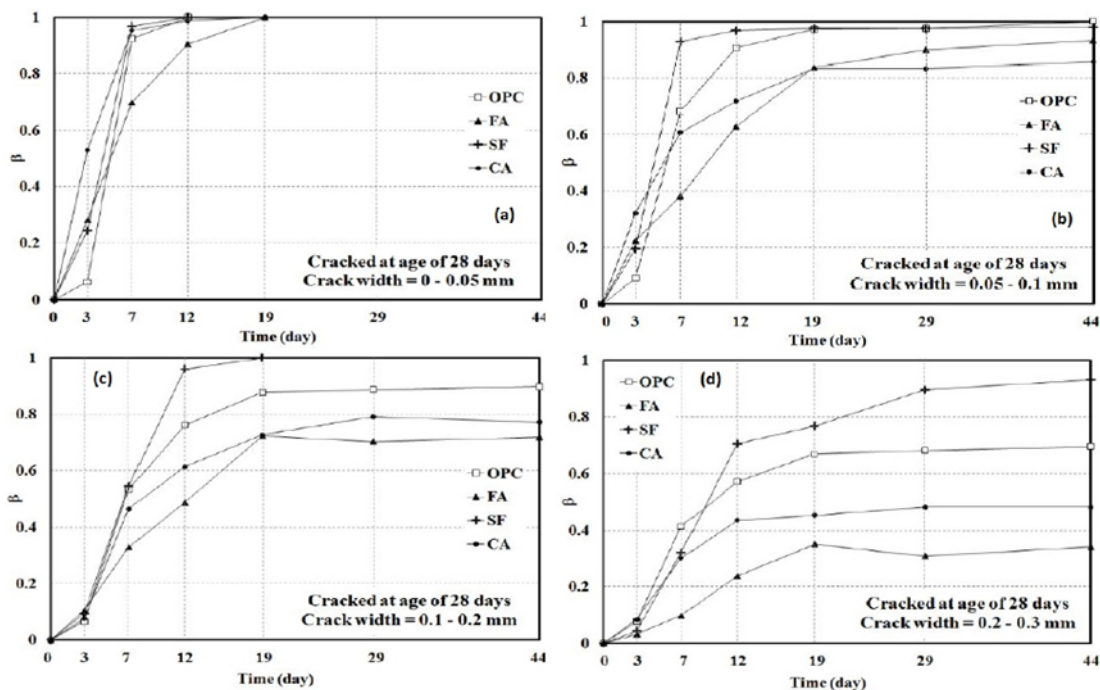 1
0.8
0.6
0.4
0.2
0
β
OPC
FA
SF
CA
(a)
Cracked at age of 28 days
Crack width = 0 - 0.05 mm
0 3 7 12 19 29 44
Time (day)
1
0.8
0.6
0.4
0.2
0
β
OPC
FA
SF
CA
(b)
Cracked at age of 28 days
Crack width = 0.05 - 0.1 mm
0 3 7 12 19 29 44
Time (day)
(c)
1
0.8
0.6
0.4
0.2
0
β
OPC
FA
SF
CA
Cracked at age of 28 days
Crack width = 0.1 - 0.2 mm
0 3 7 12 19 29 44
Time (day)
(d)
1
0.8
0.6
0.4
0.2
0
β
OPC
FA
SF
CA
Cracked at age of 28 days
Crack width = 0.2 - 0.3 mm
0 3 7 12 19 29 44
Time (day)